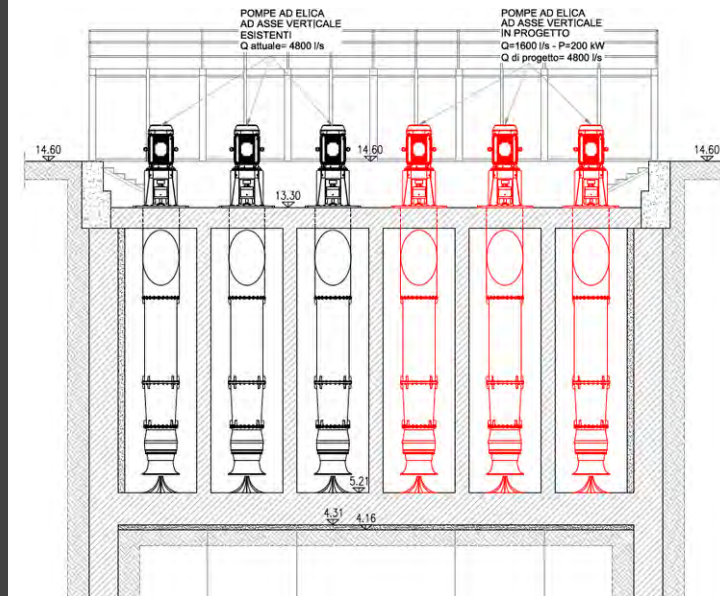 POMPE AD ELICA
AD ASSE VERTICALE
ESISTENTI
Q attuale= 4800 l/s
POMPE AD ELICA
AD ASSE VERTICALE
IN PROGETTO
Q=1600 l/s - P=200 kW
Q di progetto= 4800 l/s
14.60
14.60
14.60
13.30
5.21
4.31
4.16